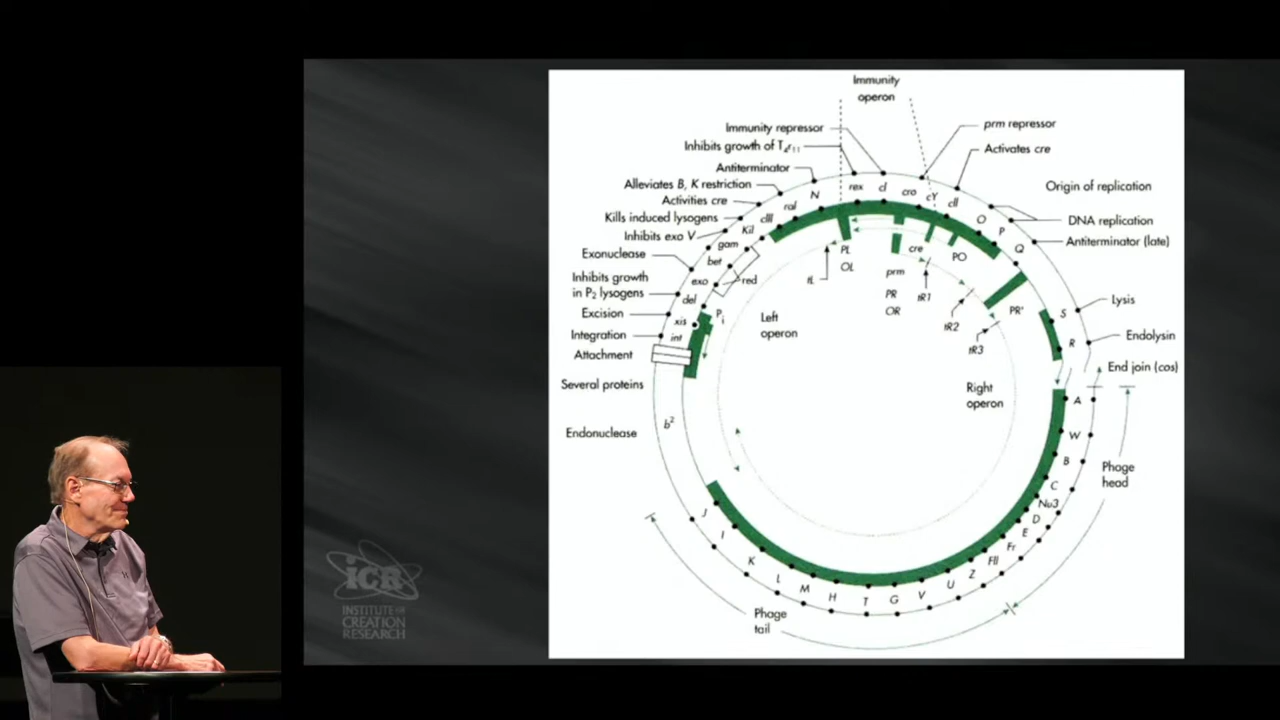 Immunity
operon
Immunity repressor
prm repressor
Inhibits growth of T4r11
Activates cre
Antiterminator
Alleviates B, K restriction
Origin of replication
Activities cre
Kills induced lysogens
DNA replication
Inhibits exo V
Antiterminator (late)
Exonuclease
Inhibits growth
in P2 lysogens
Lysis
Excision
Integration
Endolysin
Attachment
End join (cos)
Several proteins
Endonuclease
N
rex
cI
cro
cY
cII
O
P
Q
ral
cIII
Kil
gam
bet
exo
red
del
xis
int
Pi
b2
tL
PL
OL
cre
PO
prm
PR
OR
tR1
tR2
tR3
PR'
S
R
Left
operon
Right
operon
A
W
B
C
Nu3
D
E
Fr
FII
Z
U
V
G
T
H
M
L
K
I
J
Phage
head
Phage
tail
ICR
INSTITUTE FOR
CREATION
RESEARCH